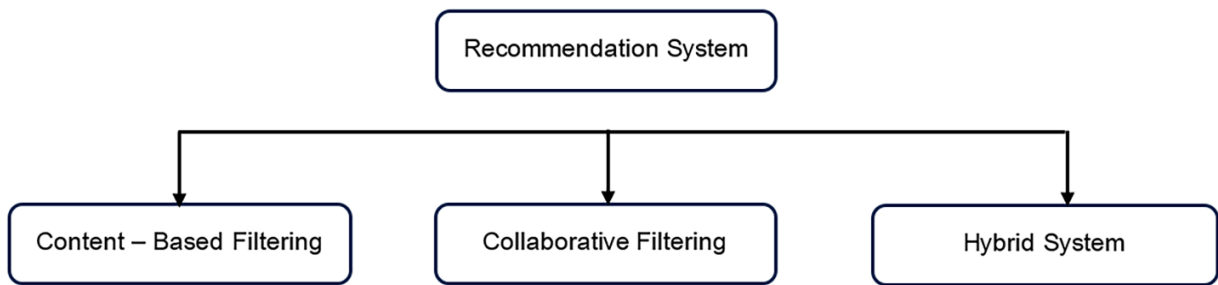 Recommendation System
Content – Based Filtering
Collaborative Filtering
Hybrid System